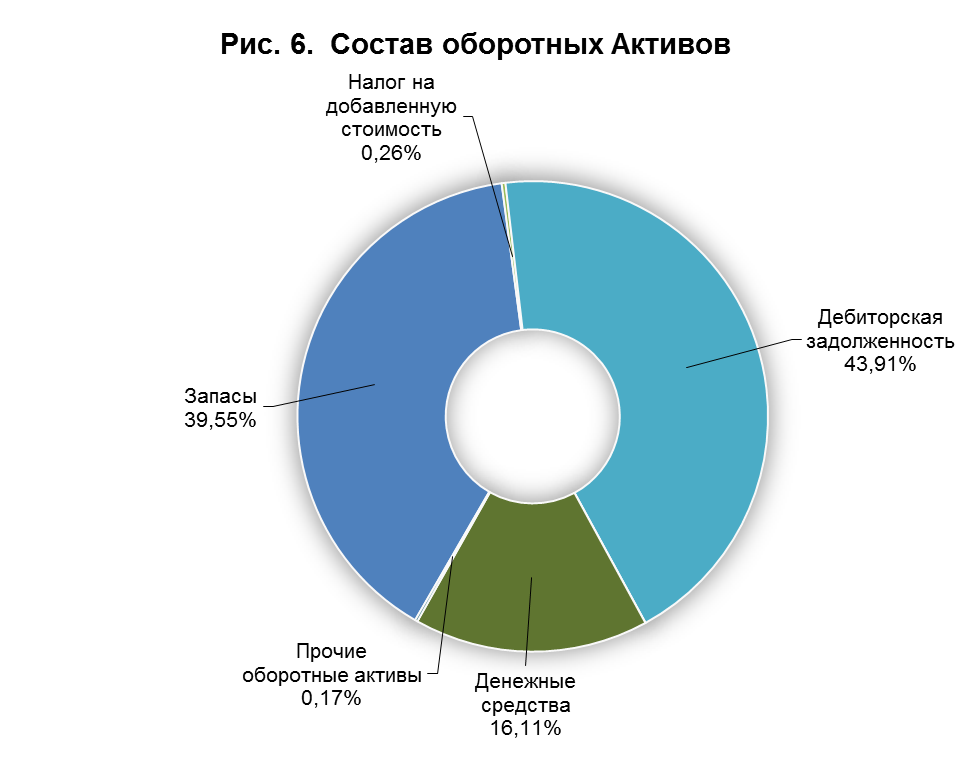 Рис. 6.  Состав оборотных Активов
Налог на
добавленную
стоимость
0,26%
Дебиторская
задолженность
43,91%
Запасы
39,55%
Прочие
оборотные активы
0,17%
Денежные
средства
16,11%